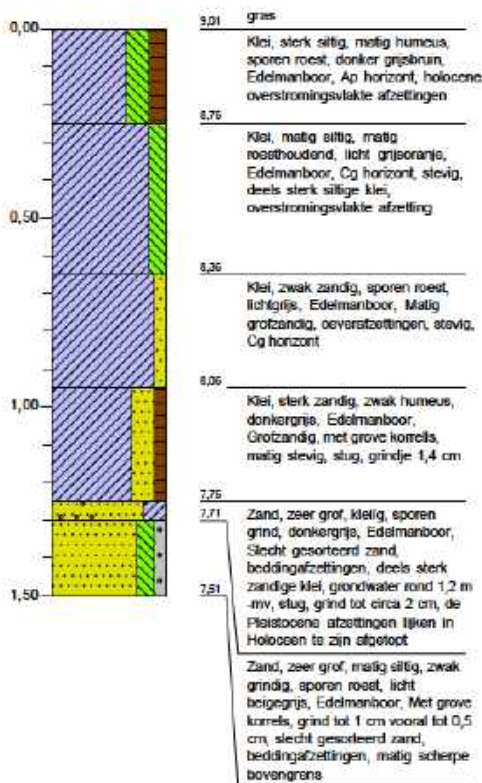 gras
0,00
9,01
Klei, sterk siltig, matig humeus,
sporen roest, donker grijsbruin,
Edelmanboor, Ap horizont, holocene
overstromingsvlakte afzettingen
8,76
Klei, matig siltig, matig
roesthoudend, licht grijsoranje,
Edelmanboor, Cg horizont, stevig,
deels sterk siltige klei,
overstromingsvlakte afzetting
0,50
8,36
Klei, zwak zandig, sporen roest,
lichtgrijs, Edelmanboor, Matig
grofzandig, oeverafzettingen, stevig,
Cg horizont
8,06
1,00
Klei, sterk zandig, zwak humeus,
donkergrijs, Edelmanboor,
Grofzandig, met grove korrels,
matig stevig, stug, grindje 1,4 cm
7,76
7,71
Zand, zeer grof, kleiig, sporen
grind, donkergrijs, Edelmanboor,
Slecht gesorteerd zand,
beddingafzettingen, deels sterk
zandige klei, grondwater rond 1,2 m
-mv, stug, grind tot circa 2 cm, de
Pleistocene afzettingen lijken in
Holoceen te zijn afgetopt
1,50
7,51
Zand, zeer grof, matig siltig, zwak
grindig, sporen roest, licht
beigegrijs, Edelmanboor, Met grove
korrels, grind tot 1 cm vooral tot 0,5
cm, slecht gesorteerd zand,
beddingafzettingen, matig scherpe
bovengrens